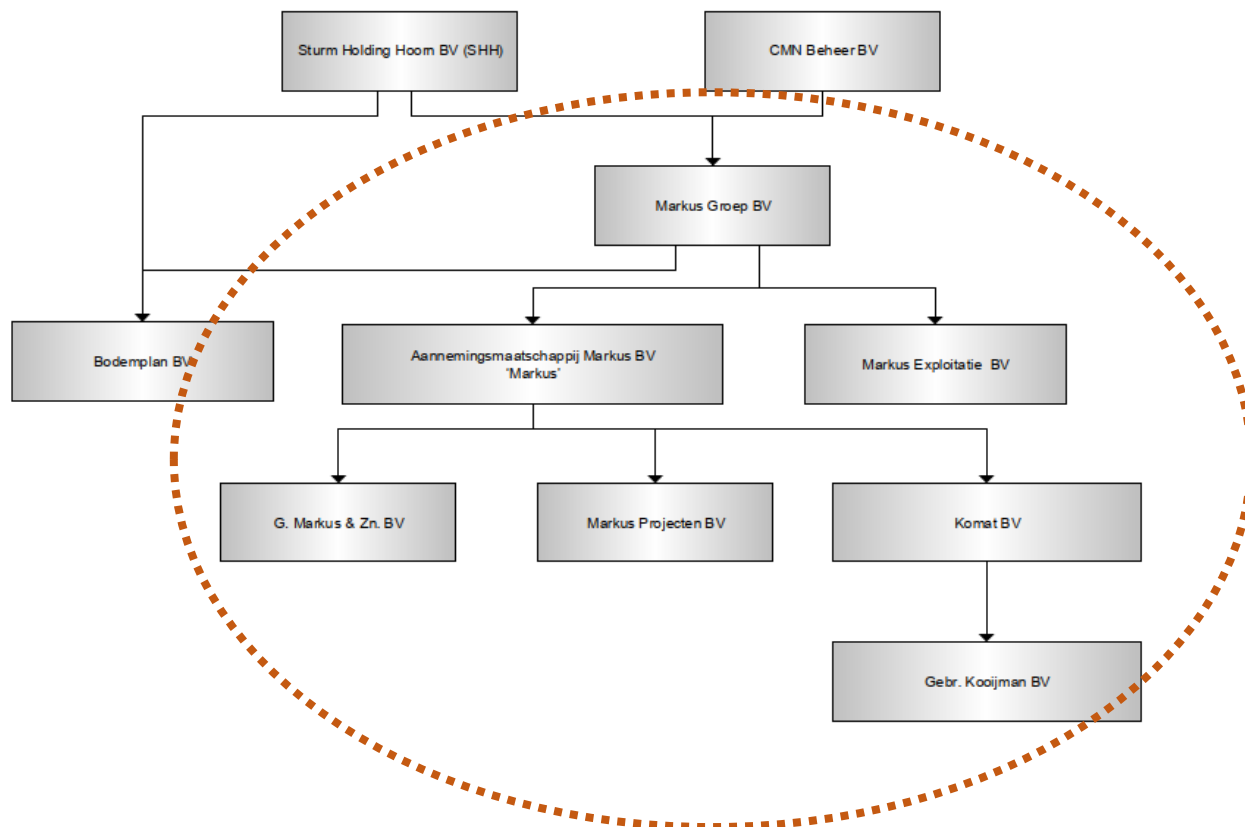 Sturm Holding Hoorn BV (SHH)
CMN Beheer BV
Markus Groep BV
Bodemplan BV
Aannemingsmaatschappij Markus BV
'Markus'
Markus Exploitatie BV
G. Markus & Zn. BV
Markus Projecten BV
Komat BV
Gebr. Kooijman BV